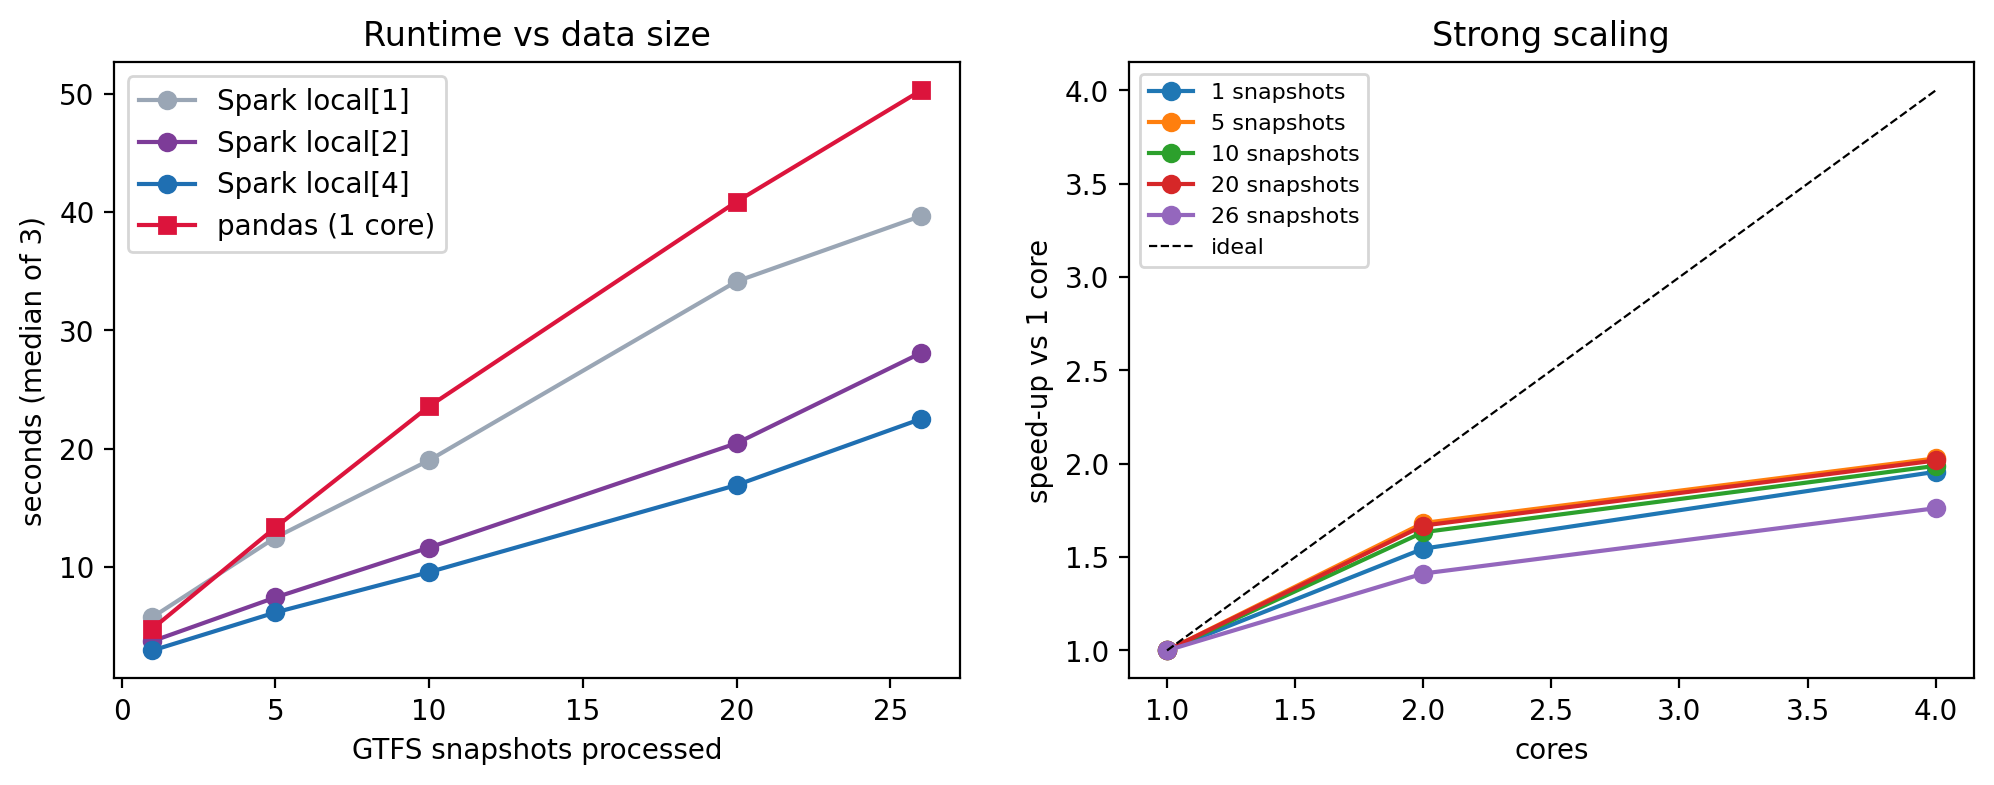 Runtime vs data size
50
40
30
20
10
seconds (median of 3)
Spark local[1]
Spark local[2]
Spark local[4]
pandas (1 core)
0
5
10
15
20
25
GTFS snapshots processed
Strong scaling
4.0
3.5
3.0
2.5
2.0
1.5
1.0
speed-up vs 1 core
1 snapshots
5 snapshots
10 snapshots
20 snapshots
26 snapshots
ideal
1.0
1.5
2.0
2.5
3.0
3.5
4.0
cores